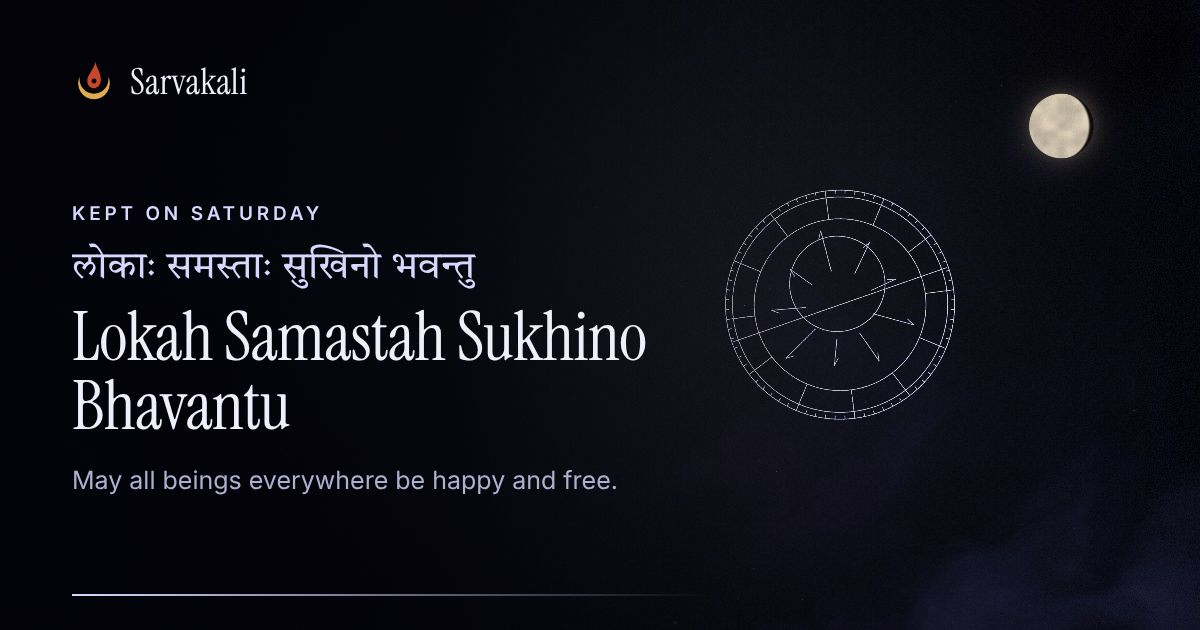 Sarvakali
KEPT ON SATURDAY
लोकाः समस्ताः सुखिनो भवन्तु
Lokah Samastah Sukhino
Bhavantu
May all beings everywhere be happy and free.